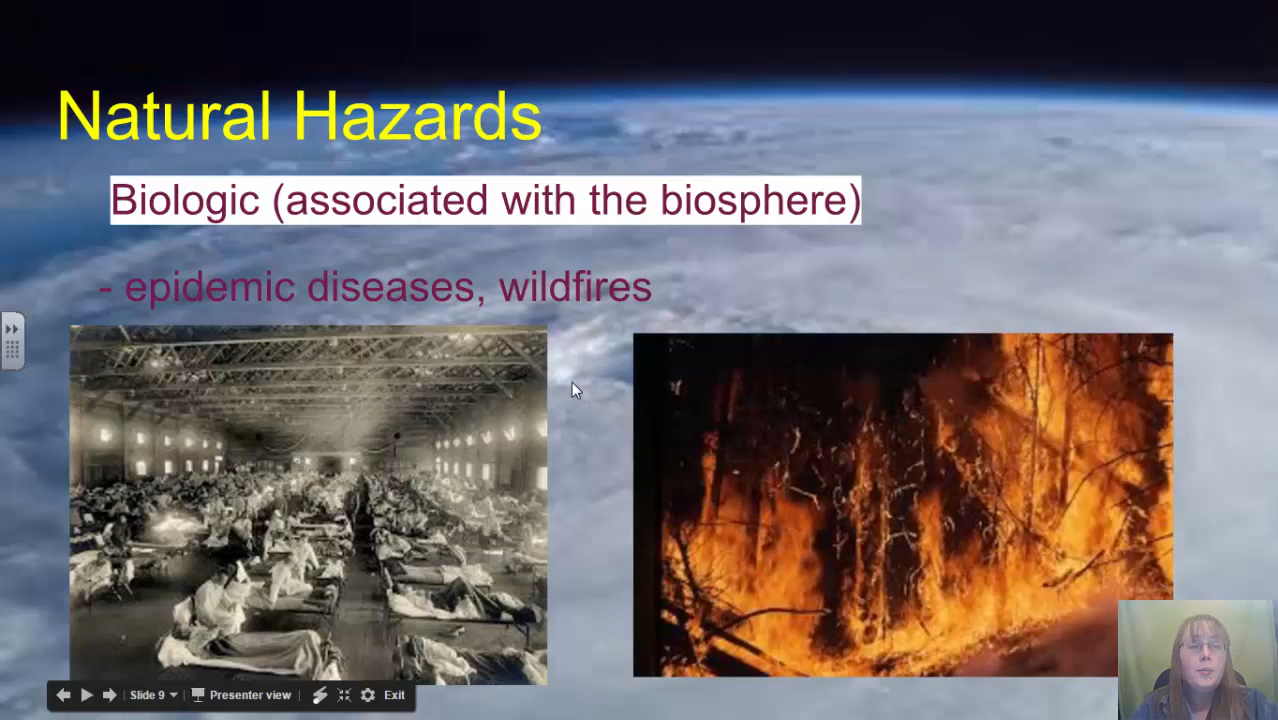 Natural Hazards
Biologic (associated with the biosphere)
- epidemic diseases, wildfires
Slide 9 Presenter view Exit